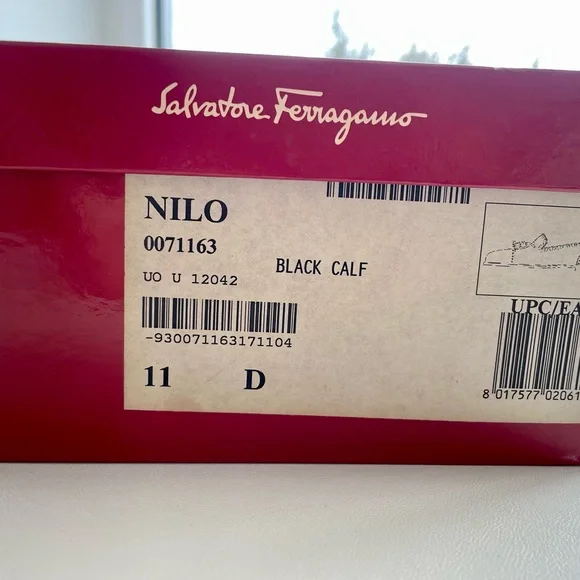 Salvatore Ferragamo
NILO
0071163
BLACK CALF
UO U 12042
-930071163171104
11 D
UPC/EA
8 017577 02061